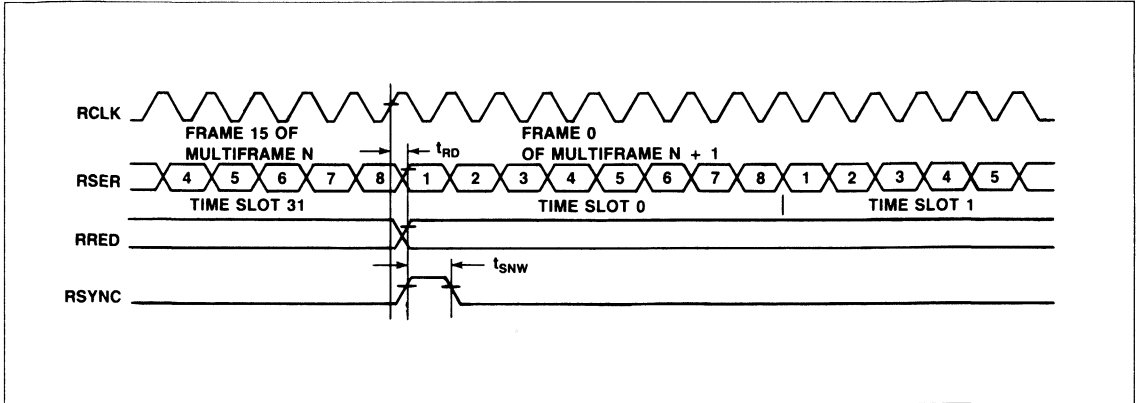 RCLK
FRAME 15 OF
MULTIFRAME N
tRD
FRAME 0
OF MULTIFRAME N + 1
RSER 4 5 6 7 8 1 2 3 4 5 6 7 8 1 2 3 4 5
TIME SLOT 31 TIME SLOT 0 TIME SLOT 1
RRED
tSNW
RSYNC